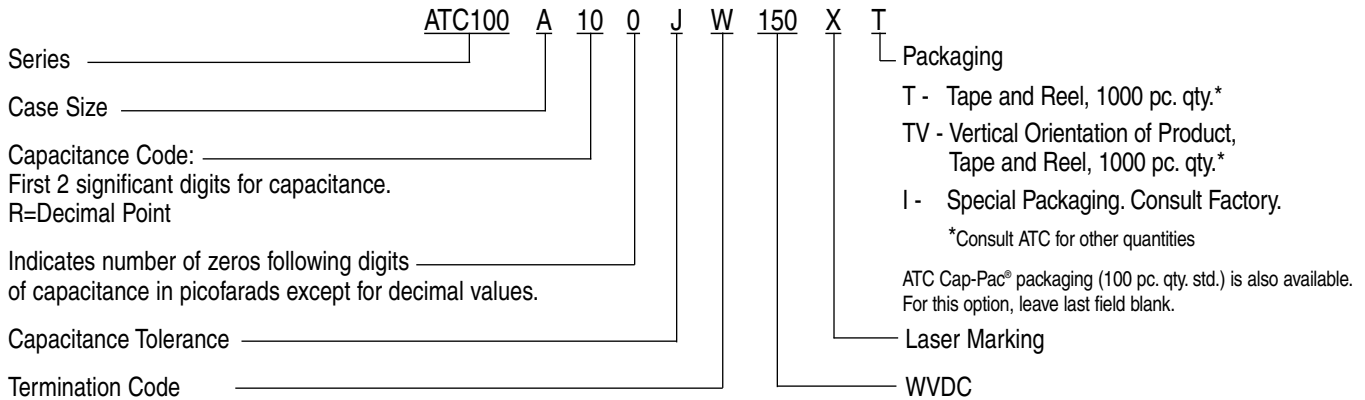 ATC100 A 10 0 J W 150 X T
Series
Case Size
Capacitance Code:
First 2 significant digits for capacitance.
R=Decimal Point
Indicates number of zeros following digits
of capacitance in picofarads except for decimal values.
Capacitance Tolerance
Termination Code
Packaging
T - Tape and Reel, 1000 pc. qty.*
TV - Vertical Orientation of Product,
Tape and Reel, 1000 pc. qty.*
I - Special Packaging. Consult Factory.
*Consult ATC for other quantities
ATC Cap-Pac® packaging (100 pc. qty. std.) is also available.
For this option, leave last field blank.
Laser Marking
WVDC